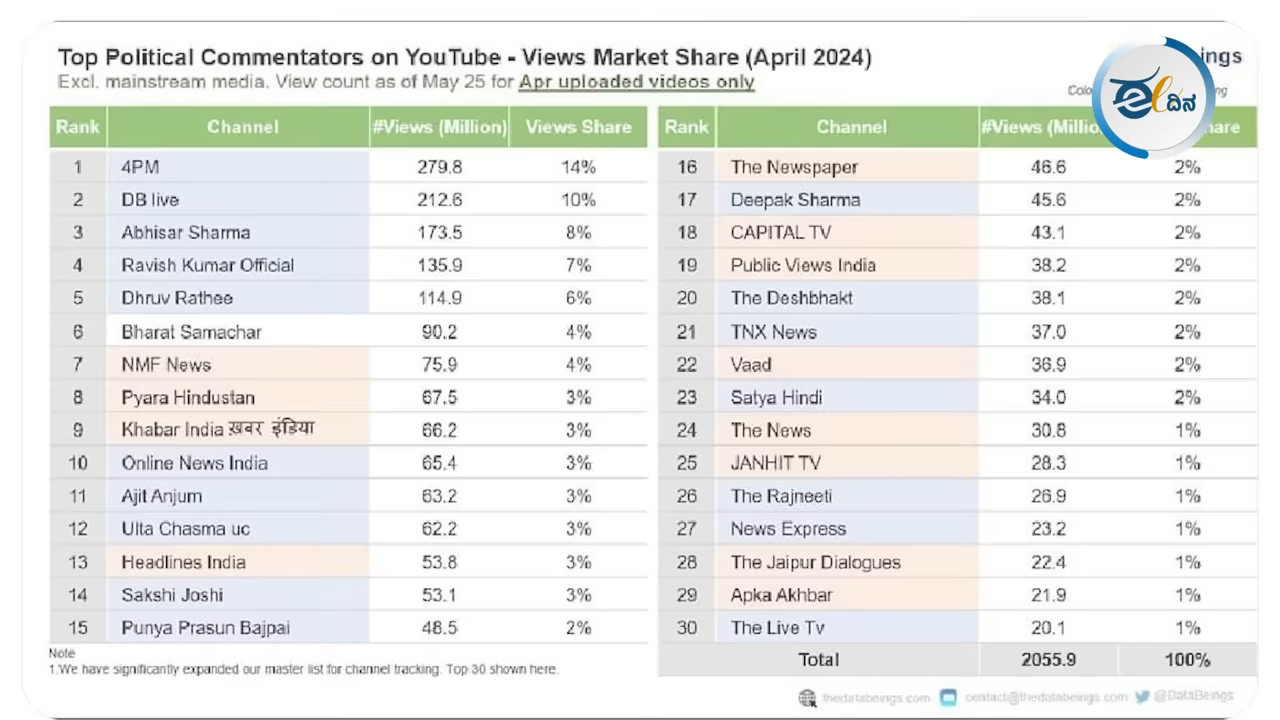 Top Political Commentators on YouTube - Views Market Share (April 2024)
Excl. mainstream media. View count as of May 25 for Apr uploaded videos only
ಈದಿನ
Rank Channel #Views (Million) Views Share
1 4PM 279.8 14%
2 DB live 212.6 10%
3 Abhisar Sharma 173.5 8%
4 Ravish Kumar Official 135.9 7%
5 Dhruv Rathee 114.9 6%
6 Bharat Samachar 90.2 4%
7 NMF News 75.9 4%
8 Pyara Hindustan 67.5 3%
9 Khabar India ख़बर इंडिया 66.2 3%
10 Online News India 65.4 3%
11 Ajit Anjum 63.2 3%
12 Ulta Chasma uc 62.2 3%
13 Headlines India 53.8 3%
14 Sakshi Joshi 53.1 3%
15 Punya Prasun Bajpai 48.5 2%
Note
1.We have significantly expanded our master list for channel tracking. Top 30 shown here.
Rank Channel #Views
16 The Newspaper 46.6 2%
17 Deepak Sharma 45.6 2%
18 CAPITAL TV 43.1 2%
19 Public Views India 38.2 2%
20 The Deshbhakt 38.1 2%
21 TNX News 37.0 2%
22 Vaad 36.9 2%
23 Satya Hindi 34.0 2%
24 The News 30.8 1%
25 JANHIT TV 28.3 1%
26 The Rajneeti 26.9 1%
27 News Express 23.2 1%
28 The Jaipur Dialogues 22.4 1%
29 Apka Akhbar 21.9 1%
30 The Live Tv 20.1 1%
Total 2055.9 100%
thedatabeings.com contact@thedatabeings.com @DataBeings